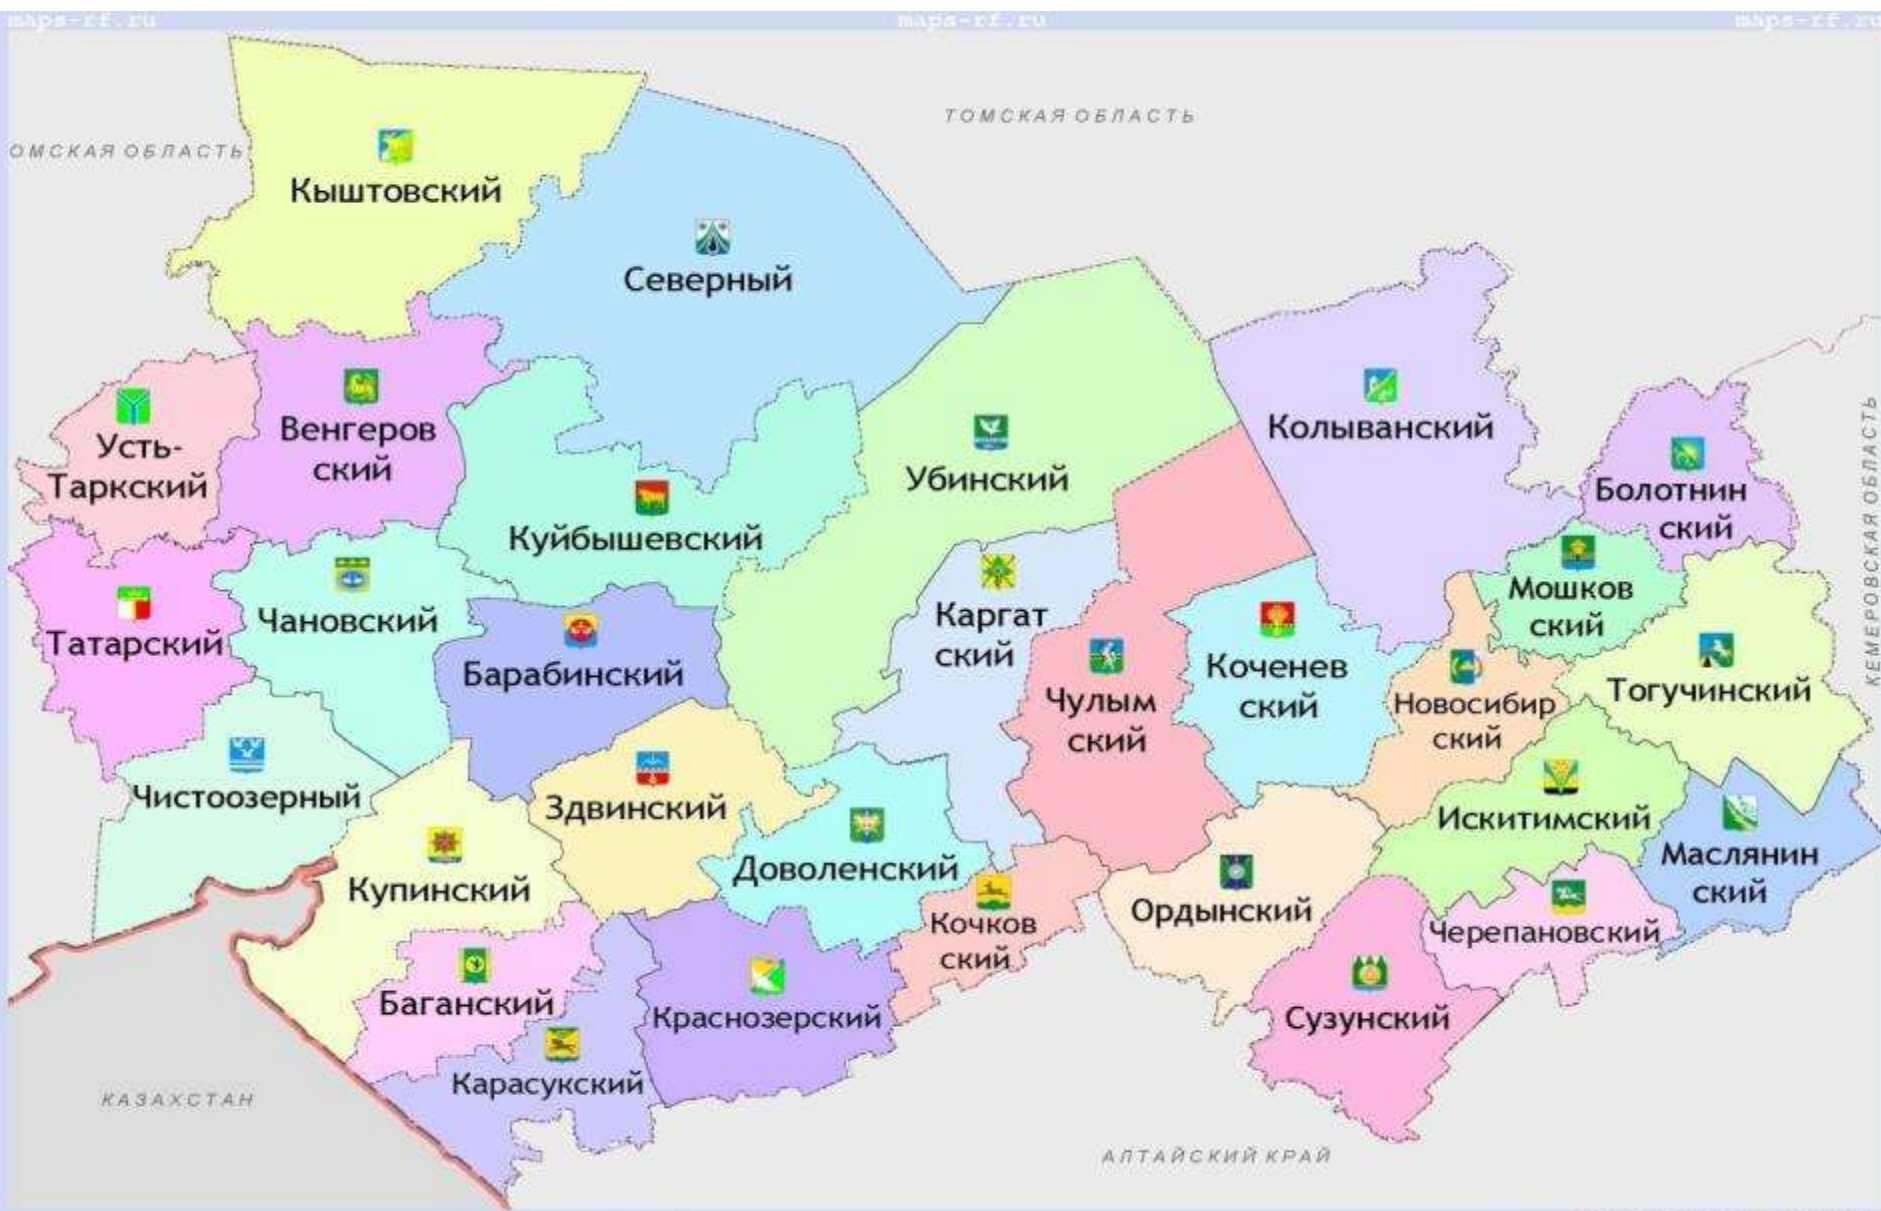 maps-rf.ru
maps-rf.ru
maps-rf.ru
ТОМСКАЯ ОБЛАСТЬ
ОМСКАЯ ОБЛАСТЬ
Кыштовский
Северный
Усть-
Таркский
Венгеров
ский
Куйбышевский
Убинский
Колыванский
Болотнин
ский
КЕМЕРОВСКАЯ ОБЛАСТЬ
Татарский
Чановский
Барабинский
Каргат
ский
Чулым
ский
Коченев
ский
Мошков
ский
Новосибир
ский
Тогучинский
Чистоозерный
Здвинский
Доволенский
Искитимский
Маслянин
ский
Купинский
Кочков
ский
Ордынский
Черепановский
Баганский
Краснозерский
Сузунский
Карасукский
КАЗАХСТАН
АЛТАЙСКИЙ КРАЙ